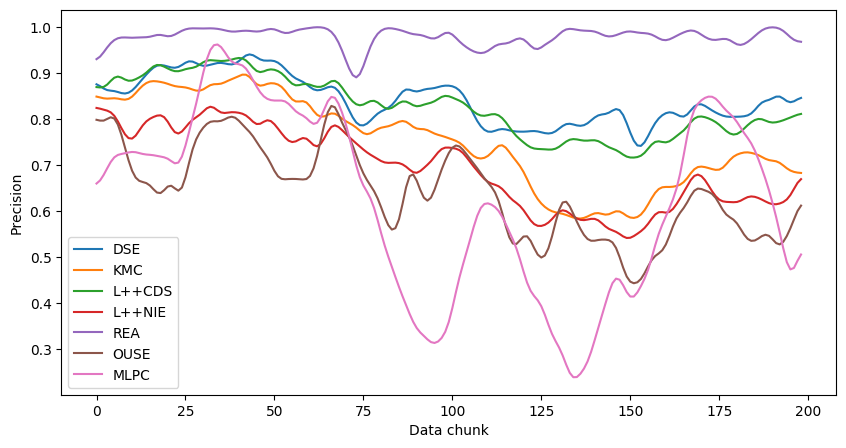 1.0
0.9
0.8
0.7
0.6
0.5
0.4
0.3
Precision
DSE
KMC
L++CDS
L++NIE
REA
OUSE
MLPC
0 25 50 75 100 125 150 175 200
Data chunk